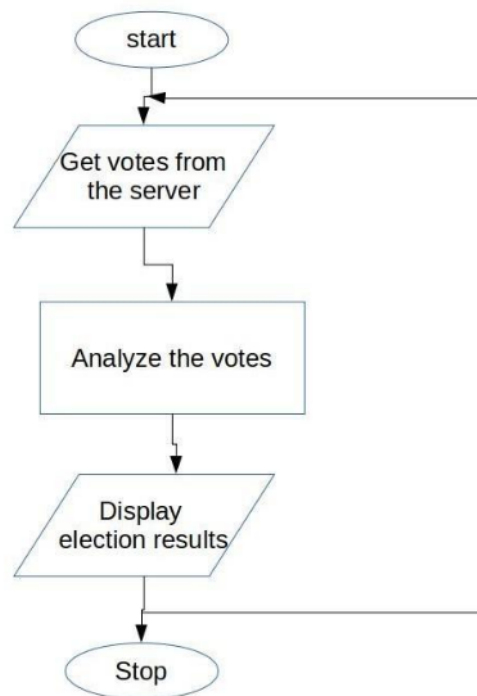 start
Get votes from
the server
Analyze the votes
Display
election results
Stop